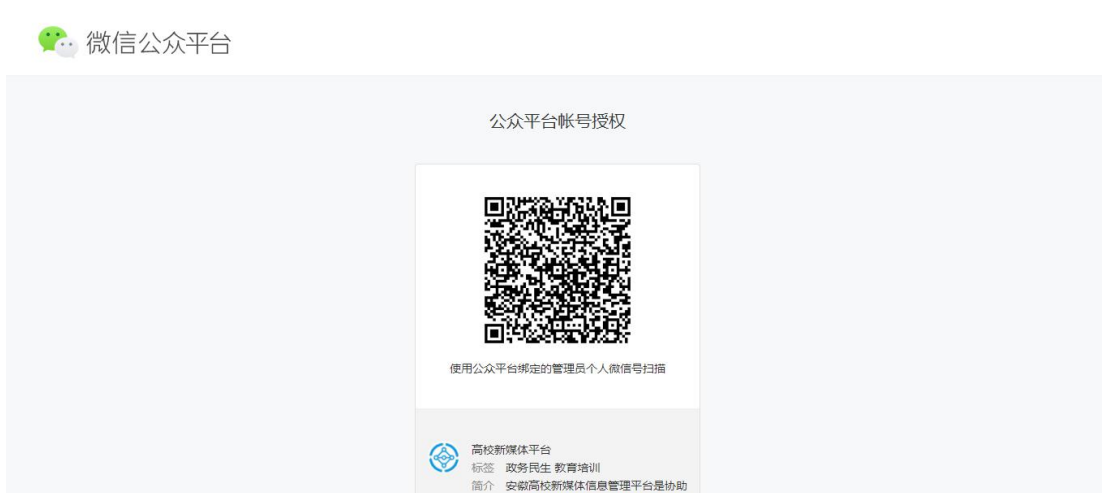 微信公众平台
公众平台帐号授权
使用公众平台绑定的管理员个人微信号扫描
高校新媒体平台
标签 政务民生 教育培训
简介 安徽高校新媒体信息管理平台是协助